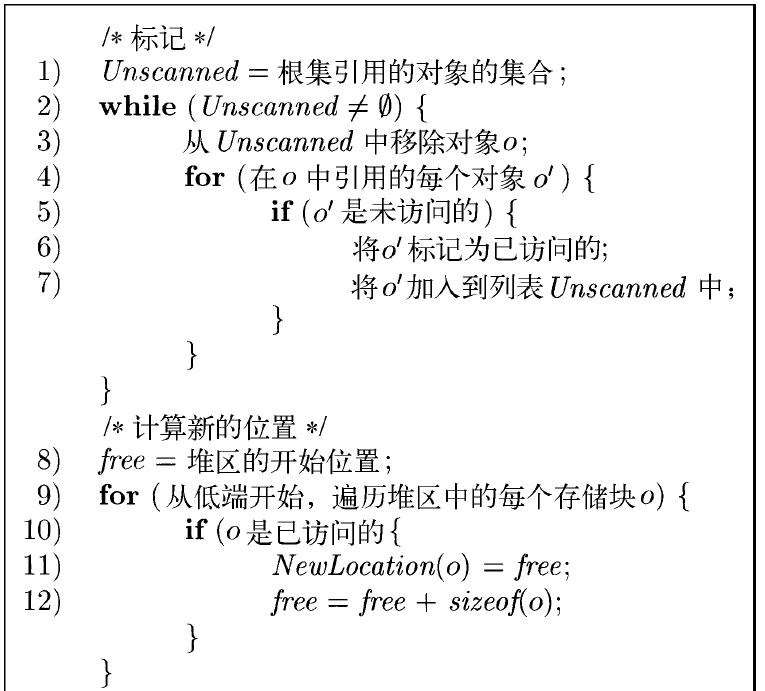 /* 标记 */
1) Unscanned = 根集引用的对象的集合;
2) while (Unscanned ≠ ∅) {
3) 从 Unscanned 中移除对象o;
4) for (在 o 中引用的每个对象 o′) {
5) if (o′ 是未访问的) {
6) 将o′ 标记为已访问的;
7) 将o′ 加入到列表 Unscanned 中;
}
}
}
/* 计算新的位置 */
8) free = 堆区的开始位置;
9) for (从低端开始, 遍历堆区中的每个存储块o) {
10) if (o 是已访问的{
11) NewLocation(o) = free;
12) free = free + sizeof(o);
}
}